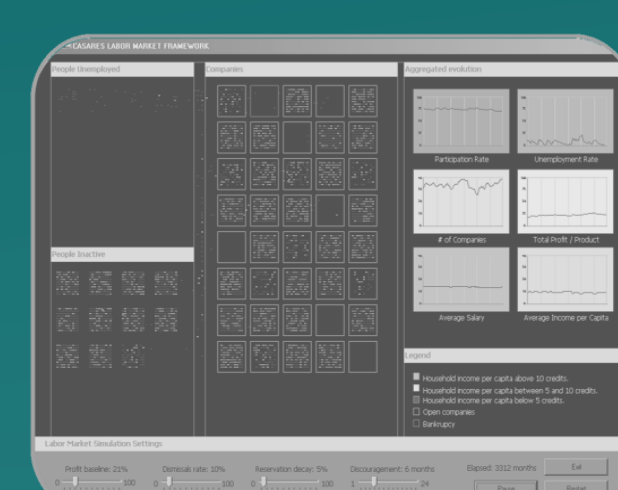 CASARES LABOR MARKET FRAMEWORK
People Unemployed
Companies
Aggregated evolution
Participation Rate
Unemployment Rate
# of Companies
Total Profit / Product
Average Salary
Average Income per Capita
People Inactive
Legend
Household income per capita above 10 credits.
Household income per capita between 5 and 10 credits.
Household income per capita below 5 credits.
Open companies
Bankrupcy
Labor Market Simulation Settings
Profit baseline: 21%
0 100
Dismissals rate: 10%
0 100
Reservation decay: 5%
0 100
Discouragement: 6 months
1 24
Elapsed: 3312 months
Exit
Pause
Restart